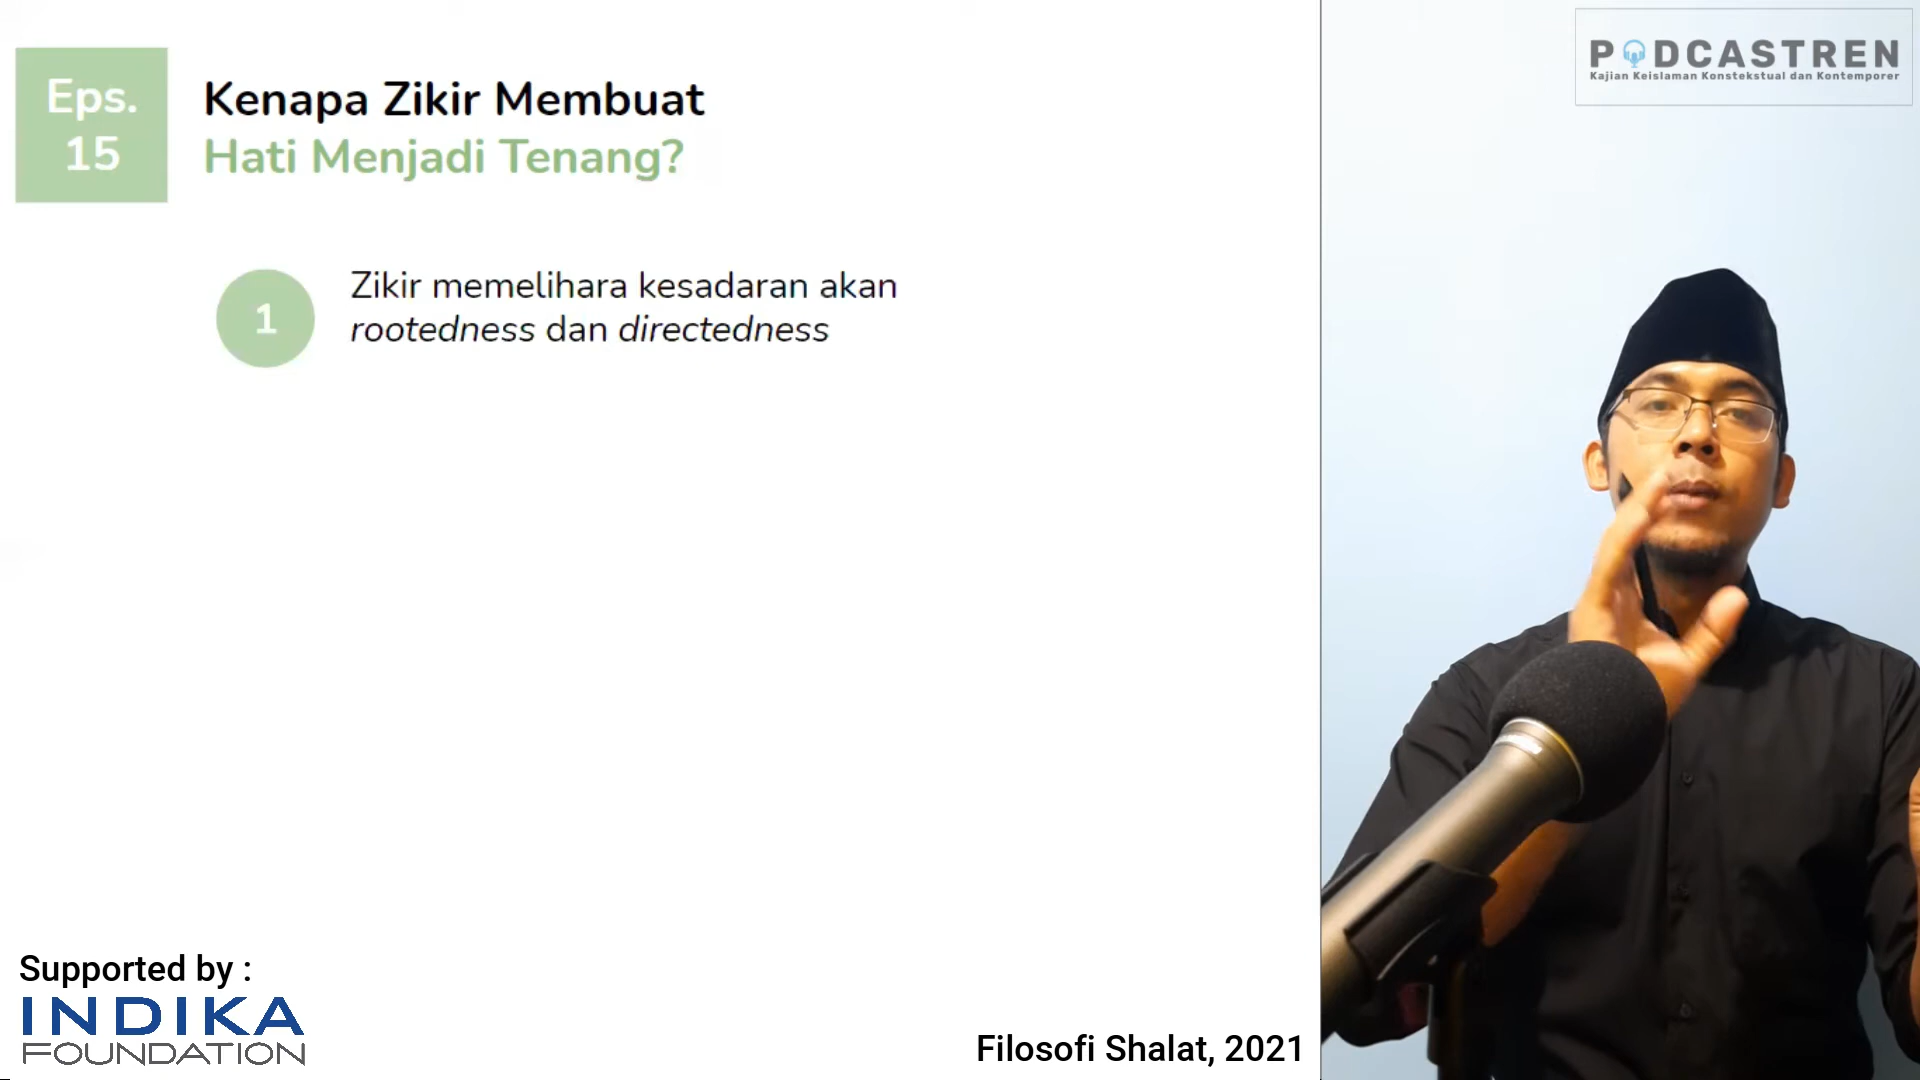 Eps.
15
Kenapa Zikir Membuat
Hati Menjadi Tenang?
PODCASTREN
Kajian Keislaman Konstekstual dan Kontemporer
1
Zikir memelihara kesadaran akan
rootedness dan directedness
Supported by :
INDIKA
FOUNDATION
Filosofi Shalat, 2021